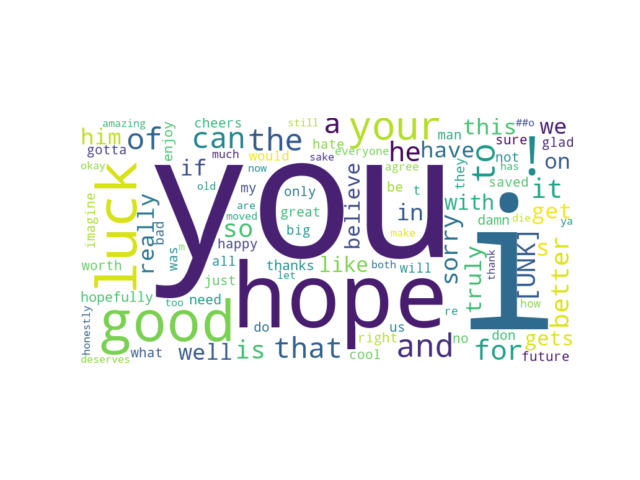 amazing
cheers
still
a
your
this
##o
we
him
of
can
the
he
have
man
sure
glad
gotta
enjoy
hate
everyone
to
!
not
on
okay
much
if
would
sake
agree
they
has
it
luck
you
i
imagine
really
bad
old
now
my
only
believe
be
t
with
saved
get
are
moved
so
great
in
sorry
damn
die
ya
big
make
truly
[UNK]
s
better
was
m
happy
hope
worth
all
thanks
like
both
will
thank
hopefully
too
need
just
let
re
how
good
do
us
honestly
what
well
is
that
right
and
no
don
for
gets
deserves
cool
future